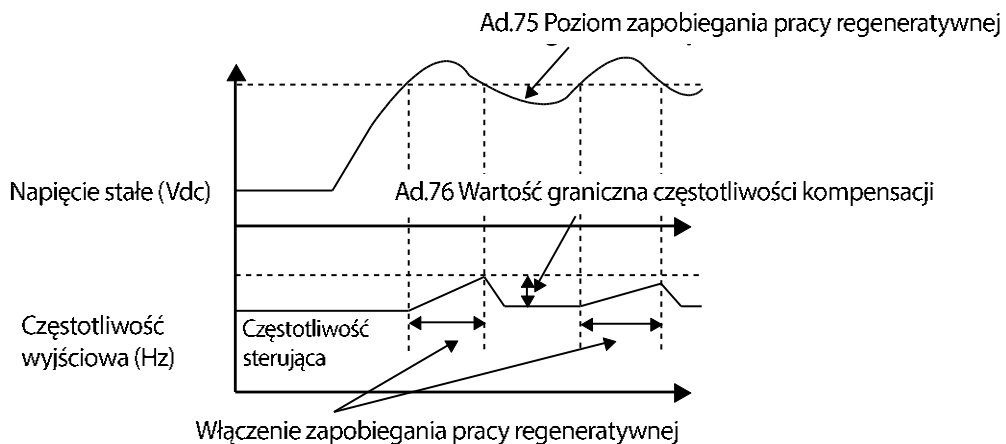 Ad.75 Poziom zapobiegania pracy regeneratywnej
Napięcie stałe (Vdc)
Ad.76 Wartość graniczna częstotliwości kompensacji
Częstotliwość
wyjściowa (Hz)
Częstotliwość
sterująca
Włączenie zapobiegania pracy regeneratywnej